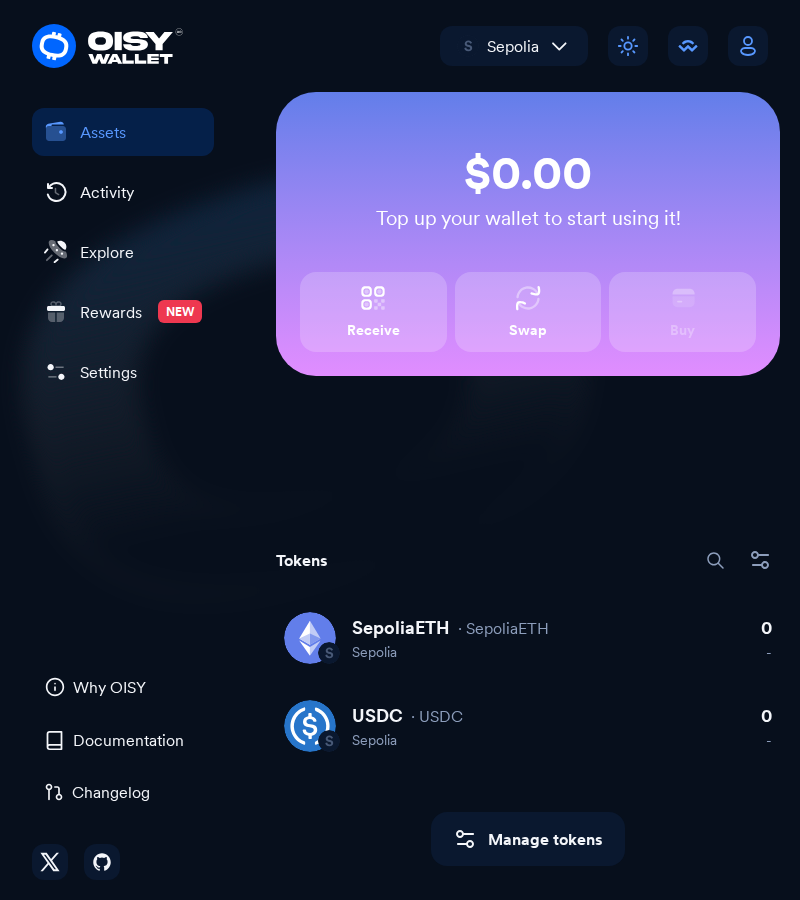 OISY
WALLET
S Sepolia
Assets
Activity
Explore
Rewards NEW
Settings
$0.00
Top up your wallet to start using it!
Receive Swap Buy
Tokens
SepoliaETH · SepoliaETH 0
S Sepolia -
USDC · USDC 0
S Sepolia -
Manage tokens
Why OISY
Documentation
Changelog